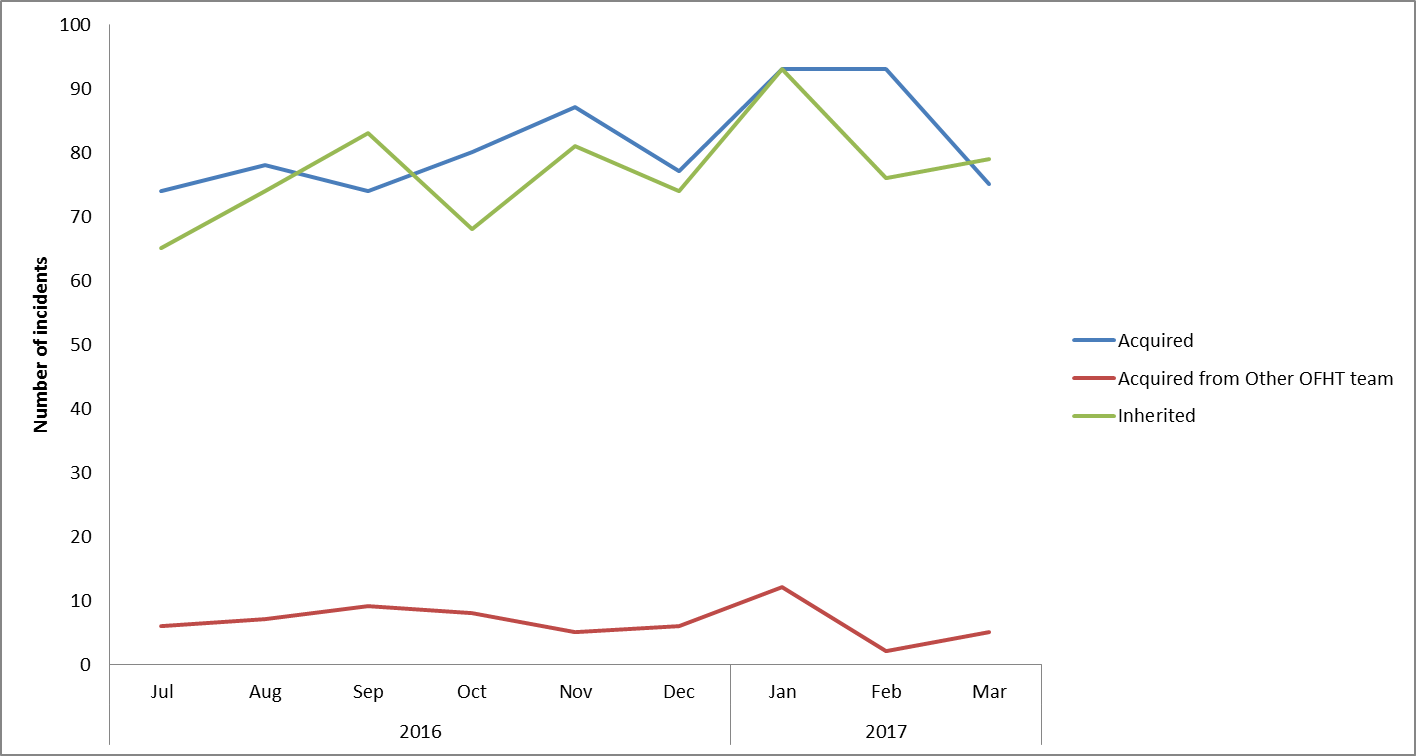 Number of incidents
100
90
80
70
60
50
40
30
20
10
0
Jul Aug Sep Oct Nov Dec Jan Feb Mar
2016 2017
Acquired
Acquired from Other OFHT team
Inherited